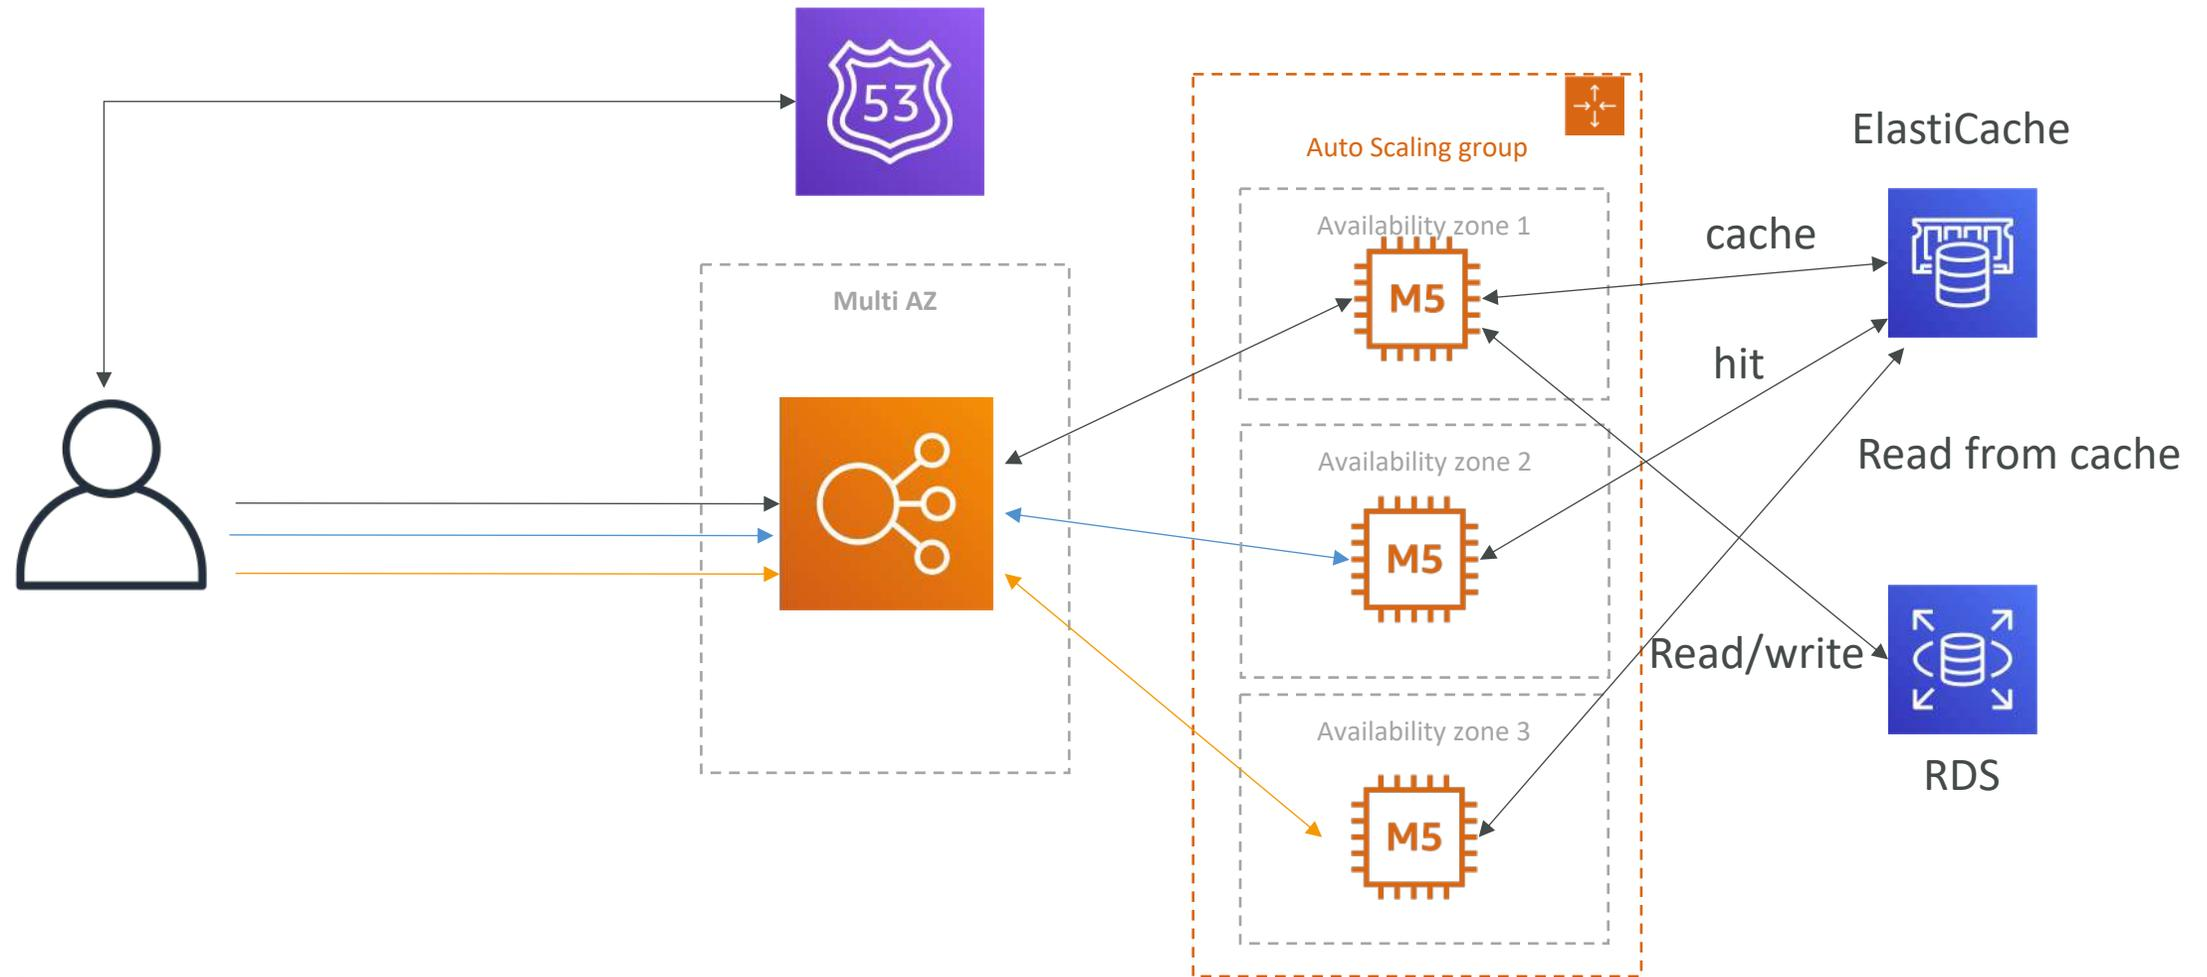 53
Auto Scaling group
ElastiCache
Availability zone 1
M5
cache
Multi AZ
hit
Availability zone 2
M5
Read from cache
Read/write
Availability zone 3
M5
RDS